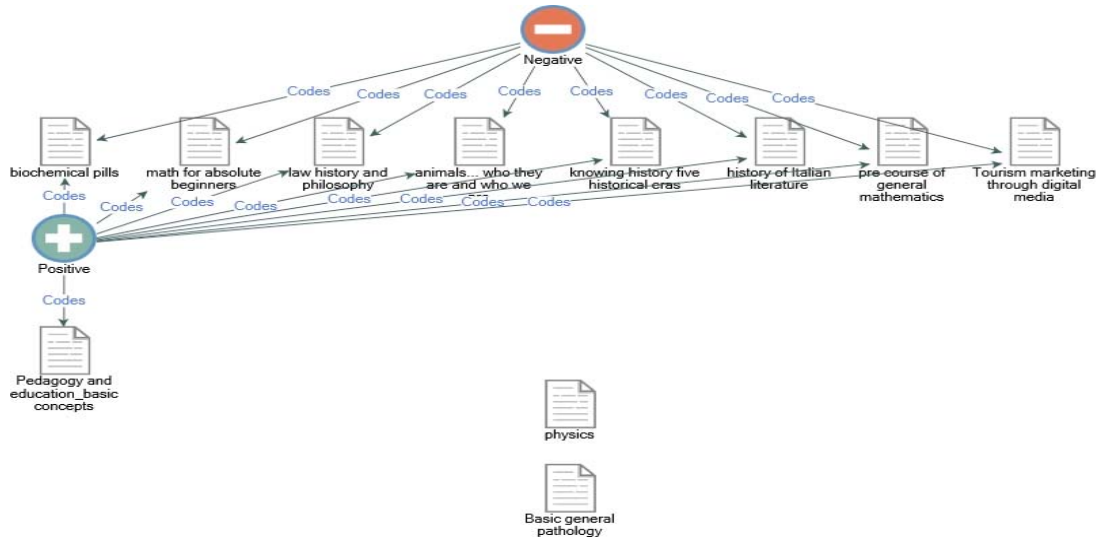 Negative
Codes
Codes
Codes
Codes
Codes
Codes
Codes
Codes
biochemical pills
math for absolute
beginners
law history and
philosophy
animals... who they
are and who we
knowing history five
historical eras
history of Italian
literature
pre course of
general
mathematics
Tourism marketing
through digital
media
Codes
Codes
Codes
Codes
Codes
Codes
Codes
Codes
Positive
Codes
Pedagogy and
education_basic
concepts
physics
Basic general
pathology